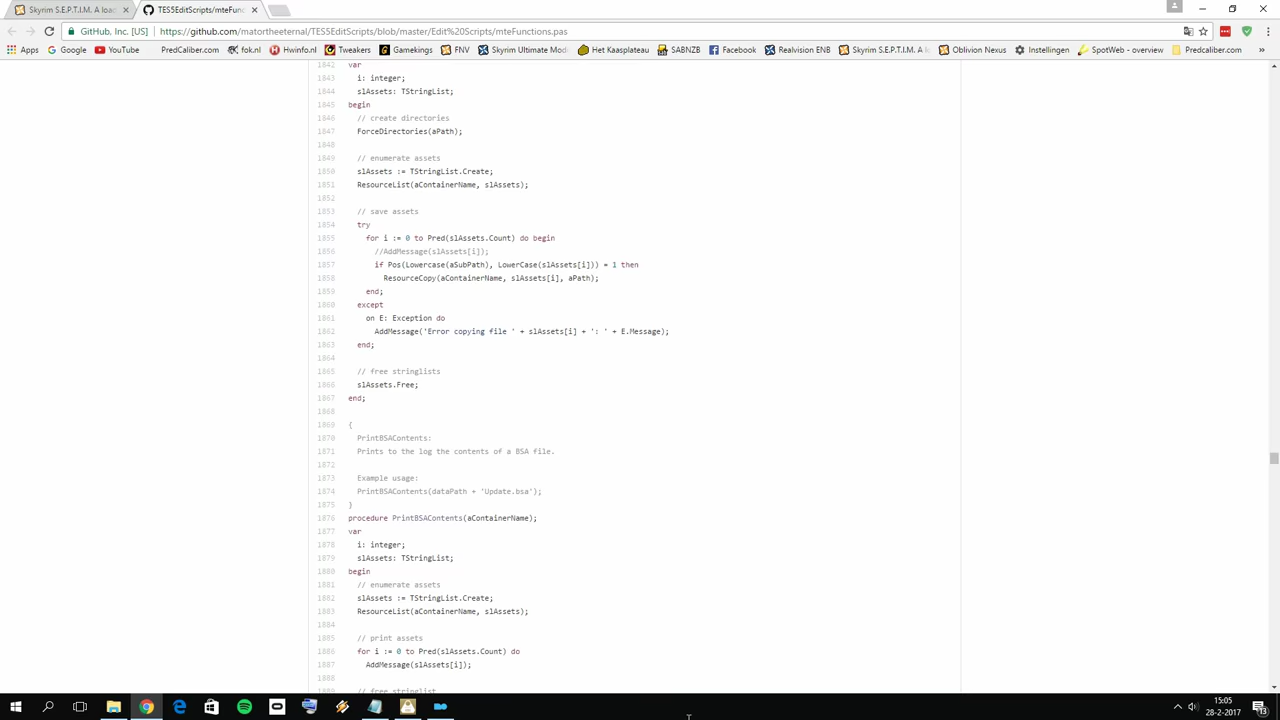 Skyrim S.E.P.T.I.M. A load
TES5EditScripts/mteFunct
GitHub, Inc. [US]
https://github.com/matortheeternal/TES5EditScripts/blob/master/Edit%20Scripts/mteFunctions.pas
Apps Google YouTube PredCaliber.com fok.nl Hwinfo.nl Tweakers Gamekings FNV Skyrim Ultimate Mod Het Kaasplateau SABNZB Facebook Realvision ENB Skyrim S.E.P.T.I.M. A l Oblivion Nexus Instellingen SpotWeb - overview Predcaliber.com
1842 var
1843 i: integer;
1844 slAssets: TStringList;
1845 begin
1846 // create directories
1847 ForceDirectories(aPath);
1848
1849 // enumerate assets
1850 slAssets := TStringList.Create;
1851 ResourceList(aContainerName, slAssets);
1852
1853 // save assets
1854 try
1855 for i := 0 to Pred(slAssets.Count) do begin
1856 //AddMessage(slAssets[i]);
1857 if Pos(Lowercase(aSubPath), LowerCase(slAssets[i])) = 1 then
1858 ResourceCopy(aContainerName, slAssets[i], aPath);
1859 end;
1860 except
1861 on E: Exception do
1862 AddMessage('Error copying file ' + slAssets[i] + ': ' + E.Message);
1863 end;
1864
1865 // free stringlists
1866 slAssets.Free;
1867 end;
1868
1869 {
1870 PrintBSAContents:
1871 Prints to the log the contents of a BSA file.
1872
1873 Example usage:
1874 PrintBSAContents(dataPath + 'Update.bsa');
1875 }
1876 procedure PrintBSAContents(aContainerName);
1877 var
1878 i: integer;
1879 slAssets: TStringList;
1880 begin
1881 // enumerate assets
1882 slAssets := TStringList.Create;
1883 ResourceList(aContainerName, slAssets);
1884
1885 // print assets
1886 for i := 0 to Pred(slAssets.Count) do
1887 AddMessage(slAssets[i]);
1888
1889 // free stringlist
15:05
28-2-2017